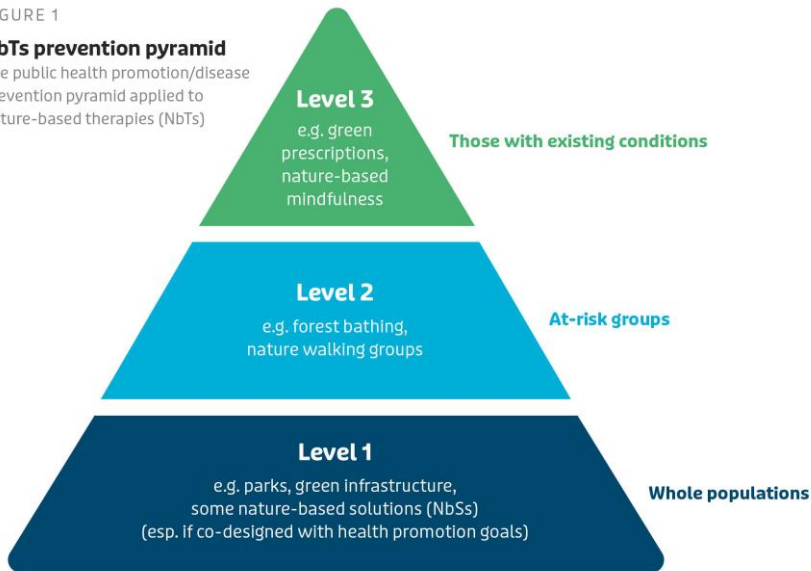 GURE 1
bTs prevention pyramid
e public health promotion/disease
evention pyramid applied to
ture-based therapies (NbTs)
Level 3
e.g. green
prescriptions,
nature-based
mindfulness
Those with existing conditions
Level 2
e.g. forest bathing,
nature walking groups
At-risk groups
Level 1
e.g. parks, green infrastructure,
some nature-based solutions (NbSs)
(esp. if co-designed with health promotion goals)
Whole populations